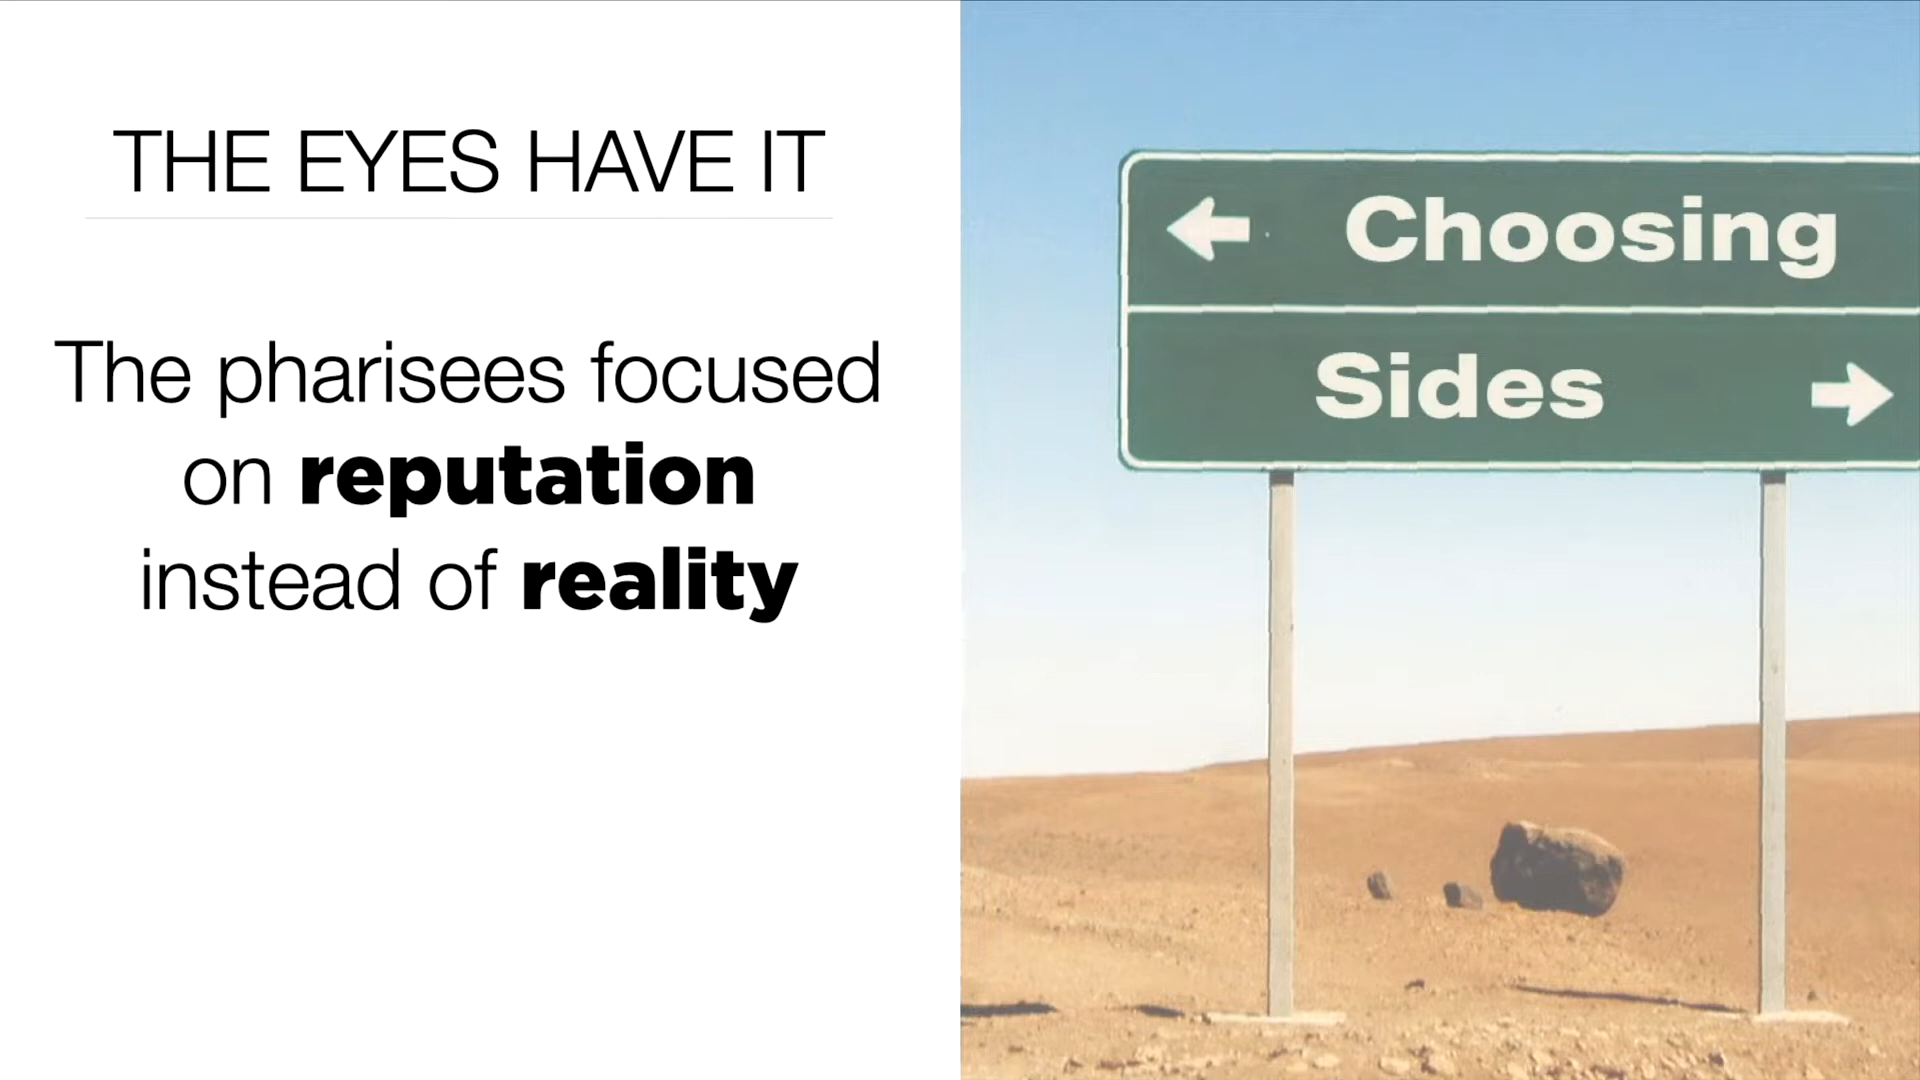 THE EYES HAVE IT
The pharisees focused
on reputation
instead of reality
Choosing
Sides